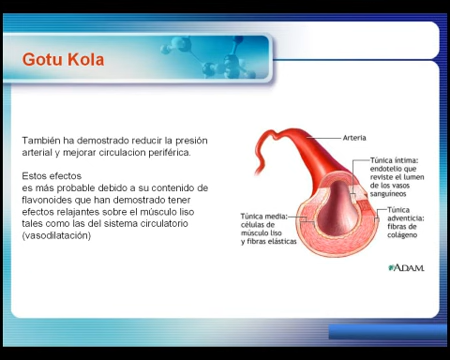 Gotu Kola
También ha demostrado reducir la presión
arterial y mejorar circulacion periférica.
Estos efectos
es más probable debido a su contenido de
flavonoides que han demostrado tener
efectos relajantes sobre el músculo liso
tales como las del sistema circulatorio
(vasodilatación)
Arteria
Túnica íntima:
endotelio que
reviste el lumen
de los vasos
sanguíneos
Túnica media:
células de
músculo liso
y fibras elásticas
Túnica
adventicia:
fibras de
colágeno
ADAM.